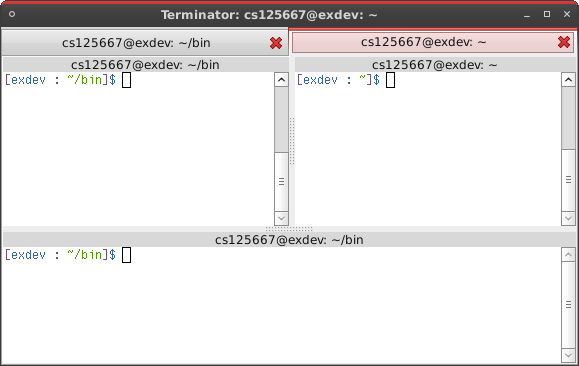 Terminator: cs125667@exdev: ~
cs125667@exdev: ~/bin
cs125667@exdev: ~
cs125667@exdev: ~/bin
[exdev : ~/bin]$
cs125667@exdev: ~
[exdev : ~]$
cs125667@exdev: ~/bin
[exdev : ~/bin]$